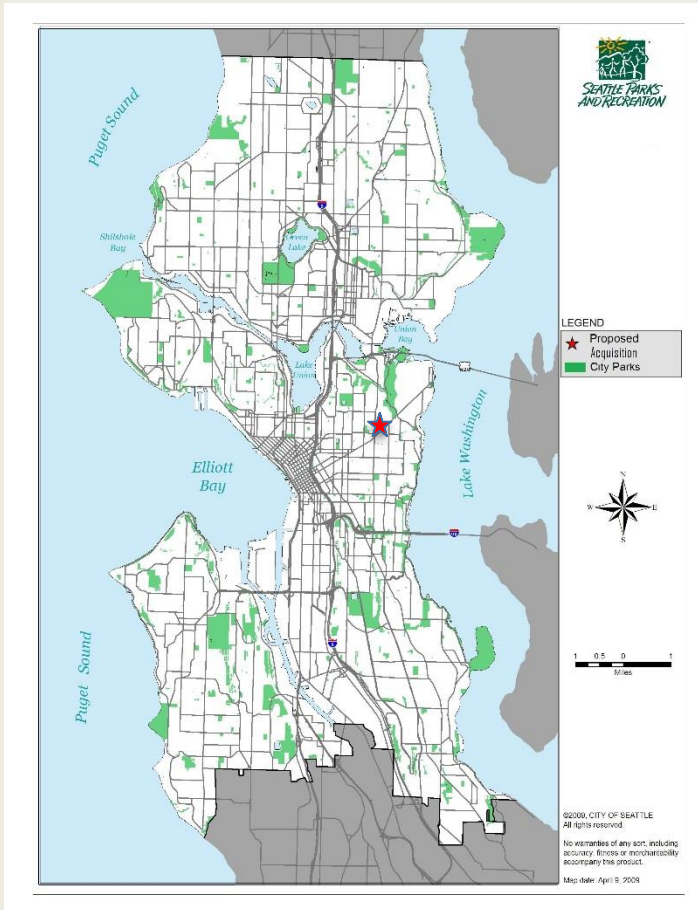 Puget Sound
Shilshole
Bay
Green
Lake
Union
Bay
Lake
Union
Elliott
Bay
Lake Washington
Puget Sound
SEATTLE PARKS
AND RECREATION
LEGEND
Proposed
Acquisition
City Parks
N
W
E
S
1 0.5 0 1
Miles
©2009, CITY OF SEATTLE
All rights reserved.
No warranties of any sort, including
accuracy, fitness or merchantability
accompany this product.
Map date: April 9, 2009